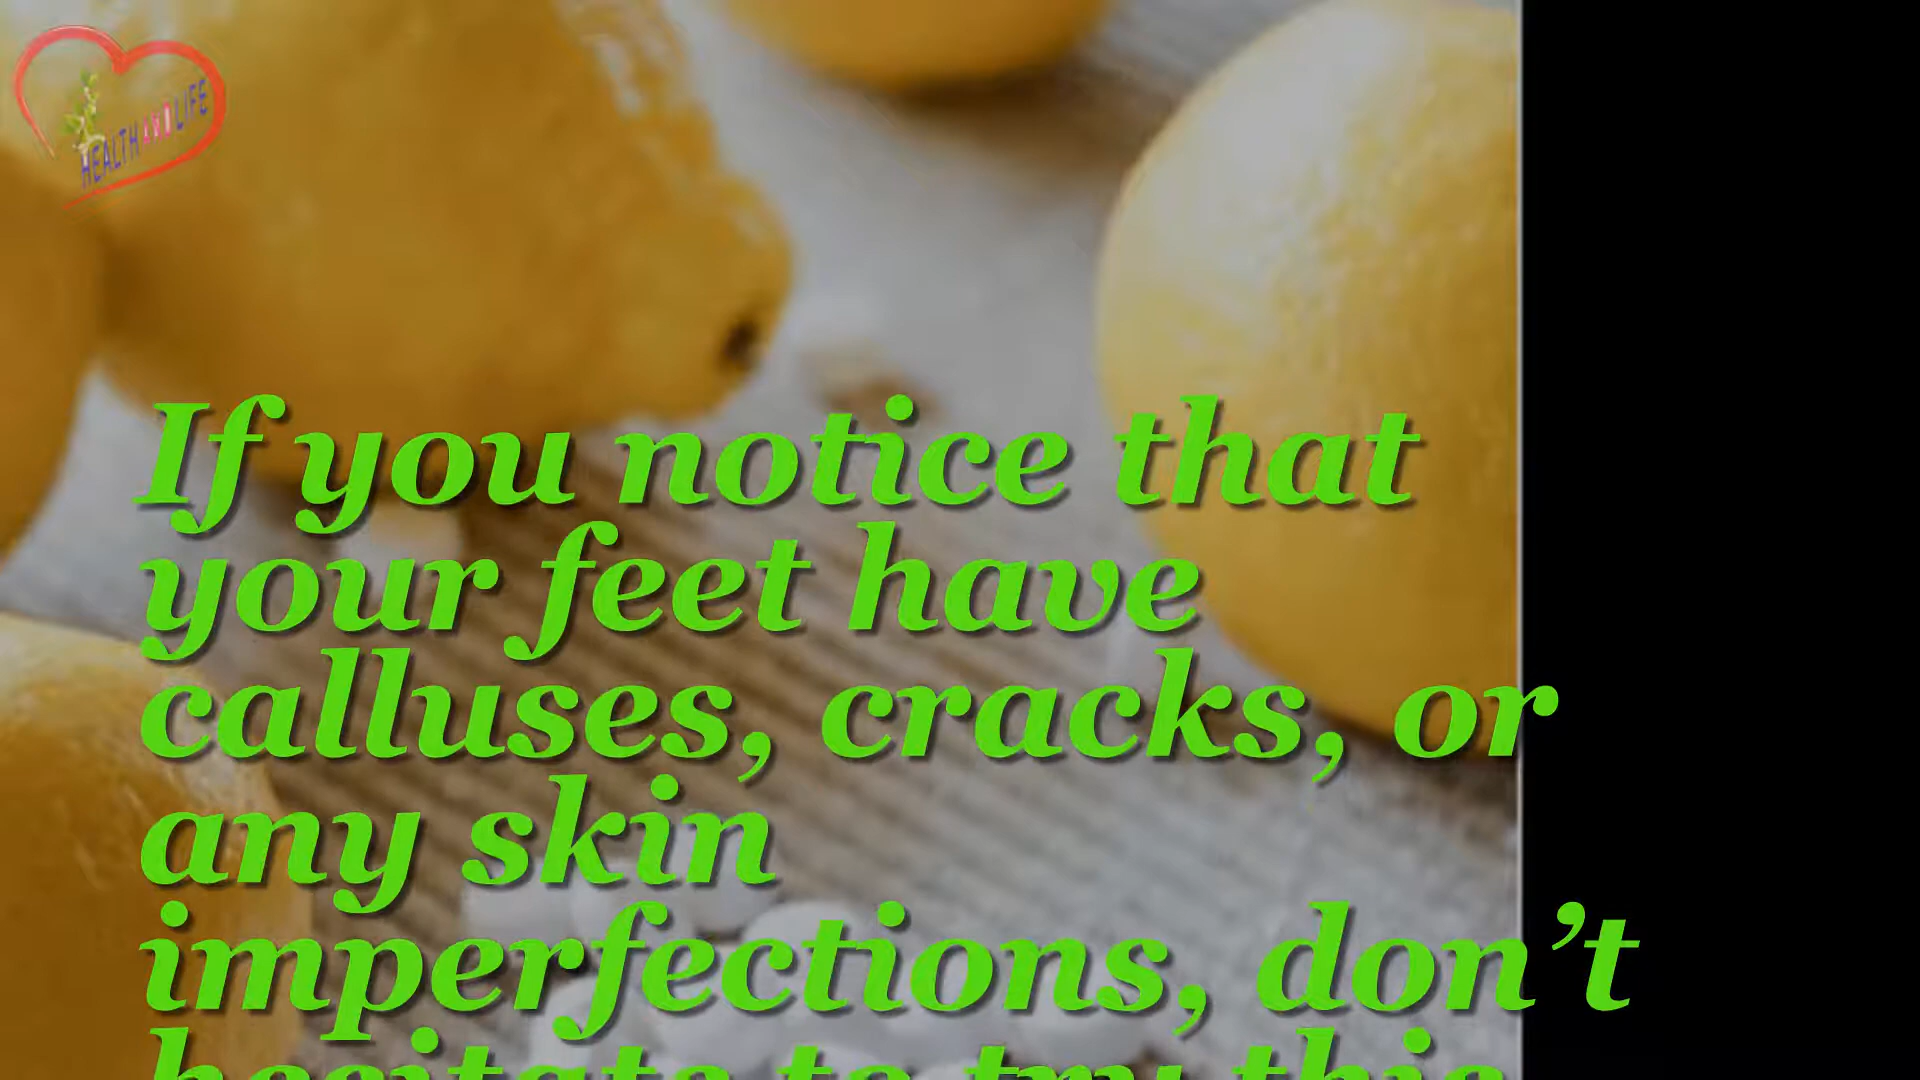 HEALTH AND LIFE
If you notice that
your feet have
calluses, cracks, or
any skin
imperfections, don’t
hesitate to try this